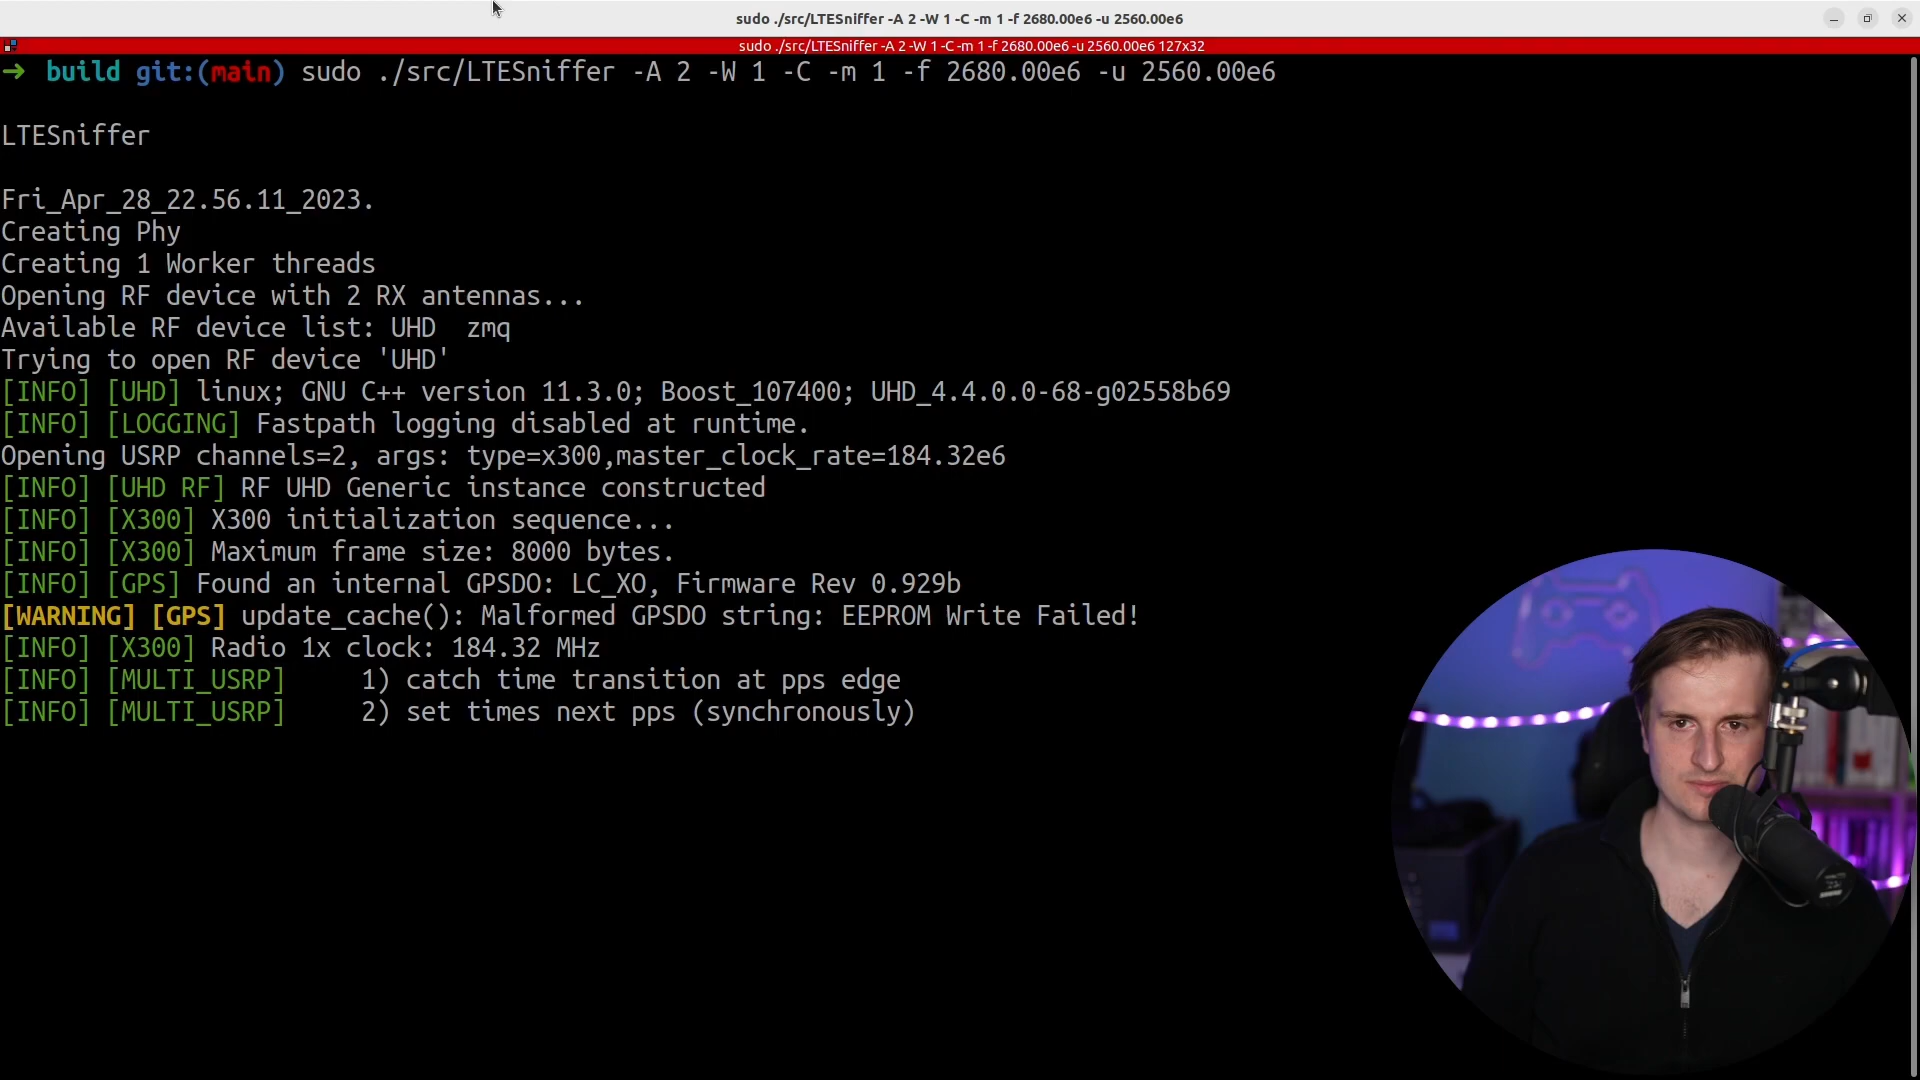 sudo ./src/LTESniffer -A 2 -W 1 -C -m 1 -f 2680.00e6 -u 2560.00e6
sudo ./src/LTESniffer -A 2 -W 1 -C -m 1 -f 2680.00e6 -u 2560.00e6 127x32
→ build git:(main) sudo ./src/LTESniffer -A 2 -W 1 -C -m 1 -f 2680.00e6 -u 2560.00e6
LTESniffer
Fri_Apr_28_22.56.11_2023.
Creating Phy
Creating 1 Worker threads
Opening RF device with 2 RX antennas...
Available RF device list: UHD  zmq
Trying to open RF device 'UHD'
[INFO] [UHD] linux; GNU C++ version 11.3.0; Boost_107400; UHD_4.4.0.0-68-g02558b69
[INFO] [LOGGING] Fastpath logging disabled at runtime.
Opening USRP channels=2, args: type=x300,master_clock_rate=184.32e6
[INFO] [UHD RF] RF UHD Generic instance constructed
[INFO] [X300] X300 initialization sequence...
[INFO] [X300] Maximum frame size: 8000 bytes.
[INFO] [GPS] Found an internal GPSDO: LC_XO, Firmware Rev 0.929b
[WARNING] [GPS] update_cache(): Malformed GPSDO string: EEPROM Write Failed!
[INFO] [X300] Radio 1x clock: 184.32 MHz
[INFO] [MULTI_USRP]     1) catch time transition at pps edge
[INFO] [MULTI_USRP]     2) set times next pps (synchronously)